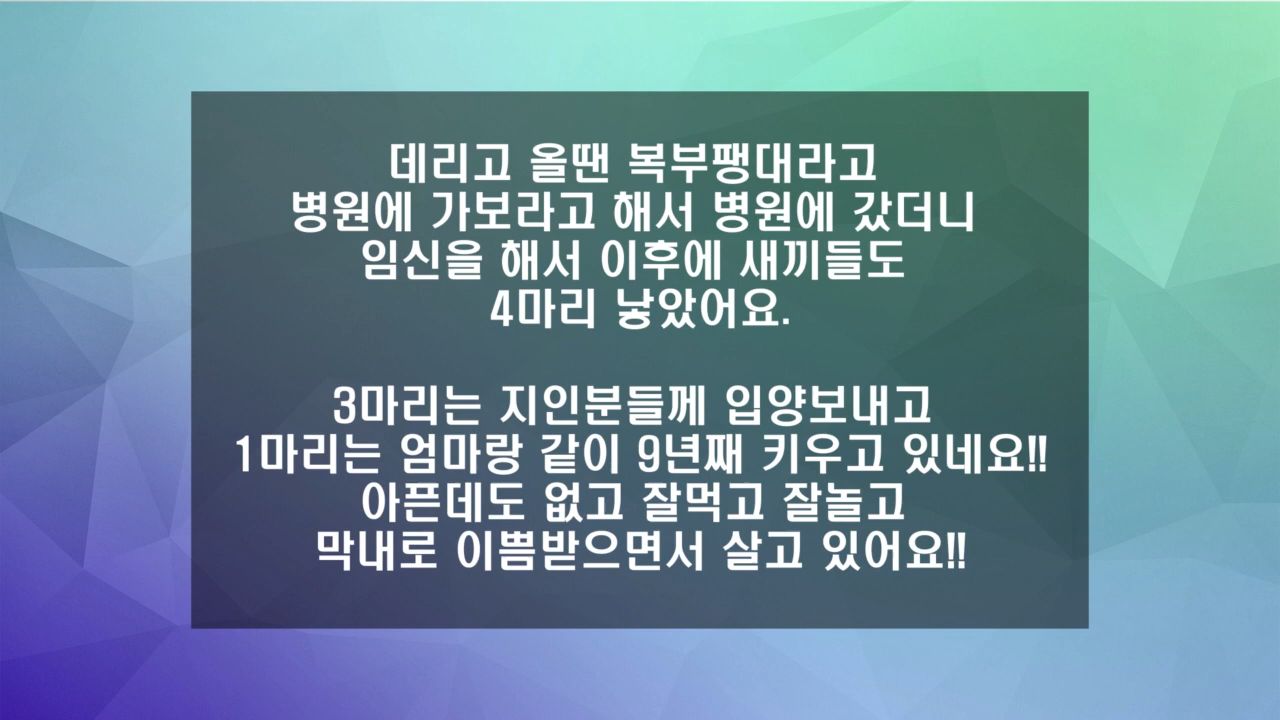 데리고 올땐 복부팽대라고
병원에 가보라고 해서 병원에 갔더니
임신을 해서 이후에 새끼들도
4마리 낳았어요.
3마리는 지인분들께 입양보내고
1마리는 엄마랑 같이 9년째 키우고 있네요!!
아픈데도 없고 잘먹고 잘놀고
막내로 이쁨받으면서 살고 있어요!!